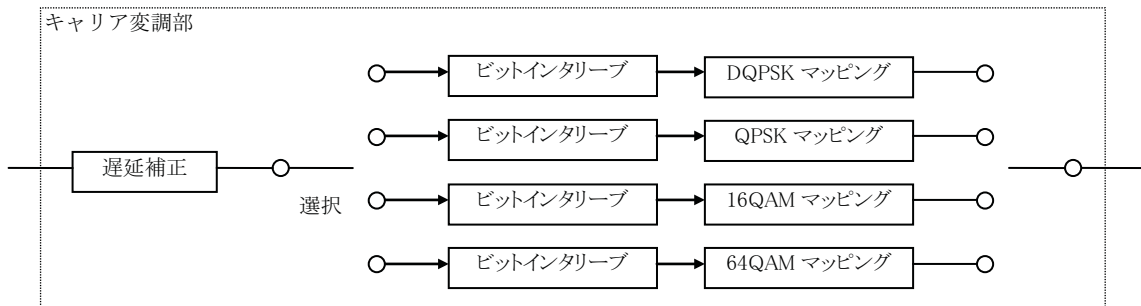 キャリア変調部
ビットインタリーブ
DQPSK マッピング
ビットインタリーブ
QPSK マッピング
遅延補正
選択
ビットインタリーブ
16QAM マッピング
ビットインタリーブ
64QAM マッピング